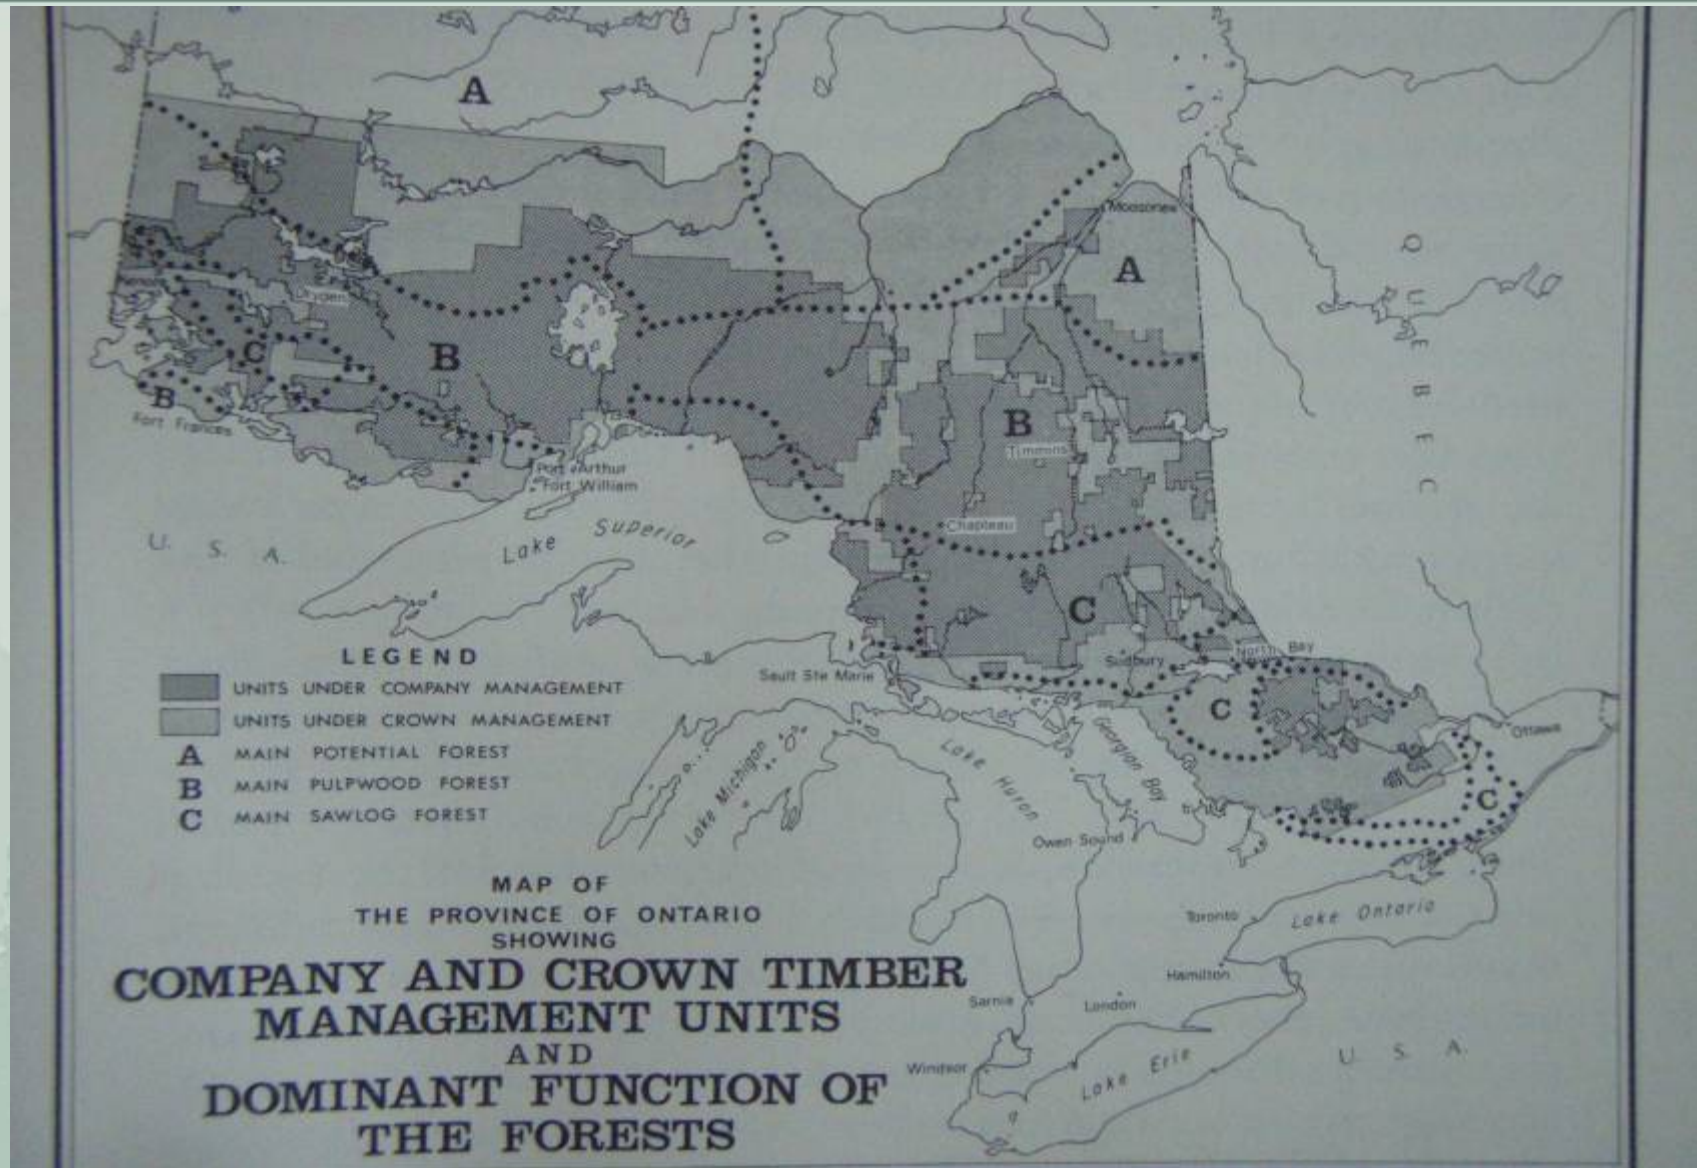 A
Moosonee
A
QUEBEC
Dryden
C
B
B
Fort Frances
B
Timmins
Port Arthur
Fort William
Chapleau
U. S. A.
Lake Superior
C
LEGEND
UNITS UNDER COMPANY MANAGEMENT
UNITS UNDER CROWN MANAGEMENT
A MAIN POTENTIAL FOREST
B MAIN PULPWOOD FOREST
C MAIN SAWLOG FOREST
Sault Ste Marie
Sudbury
North Bay
C
Ottawa
Lake Michigan
Lake Huron
Georgian Bay
C
Owen Sound
MAP OF
THE PROVINCE OF ONTARIO
SHOWING
COMPANY AND CROWN TIMBER
MANAGEMENT UNITS
AND
DOMINANT FUNCTION OF
THE FORESTS
Toronto
Lake Ontario
Hamilton
Sarnia
London
Windsor
Lake Erie
U. S. A.